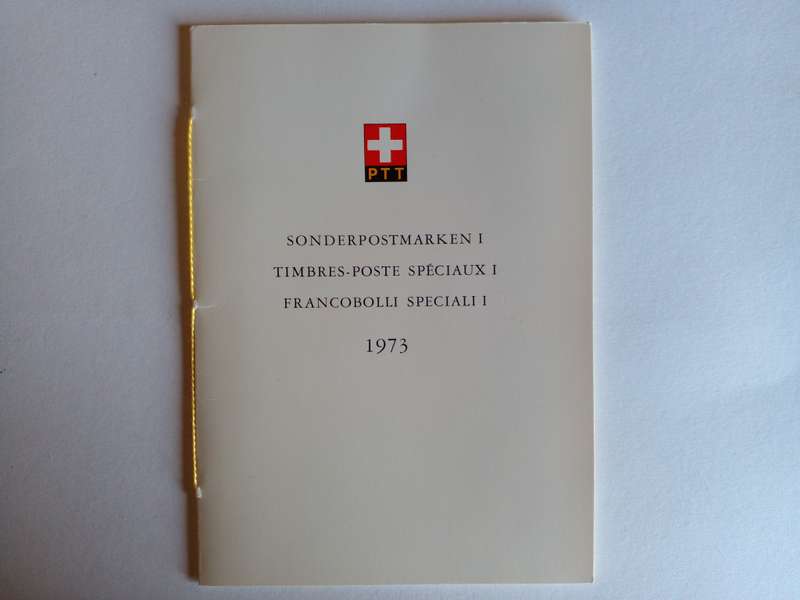 PTT
SONDERPOSTMARKEN I
TIMBRES-POSTE SPÉCIAUX I
FRANCOBOLLI SPECIALI I
1973